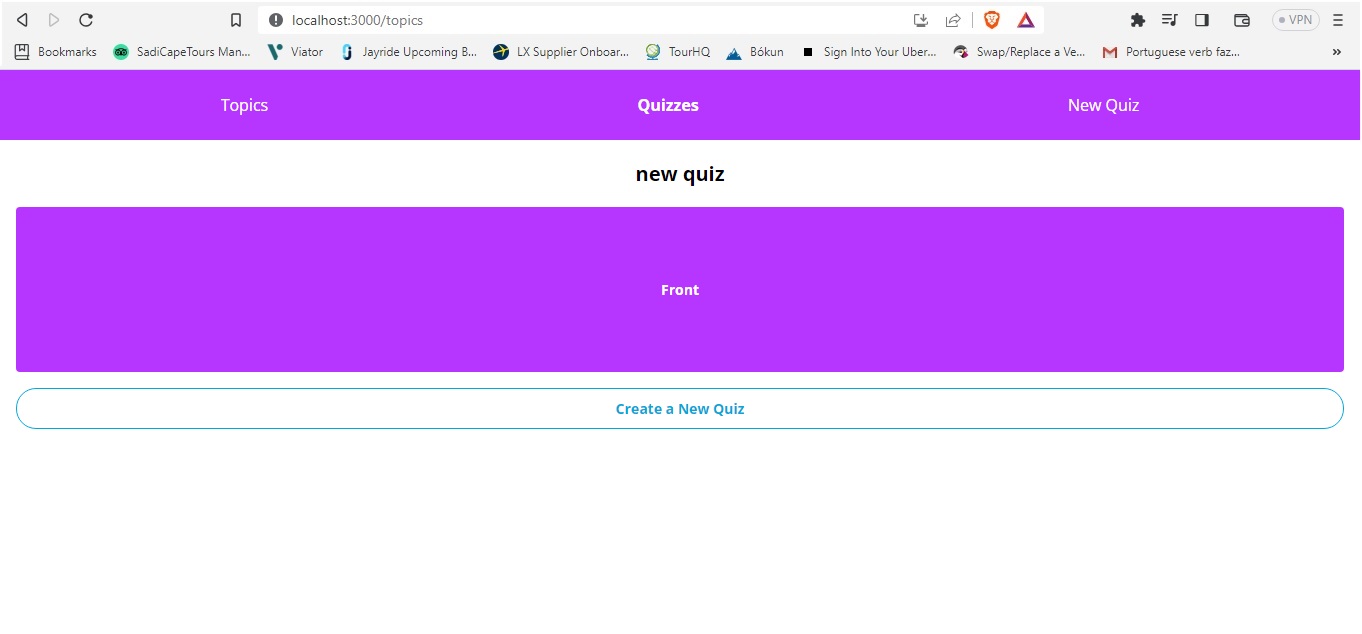 localhost:3000/topics
VPN
Bookmarks SadiCapeTours Man... Viator Jayride Upcoming B... LX Supplier Onboar... TourHQ Bókun Sign Into Your Uber... Swap/Replace a Ve... Portuguese verb faz... »
Topics Quizzes New Quiz
new quiz
Front
Create a New Quiz